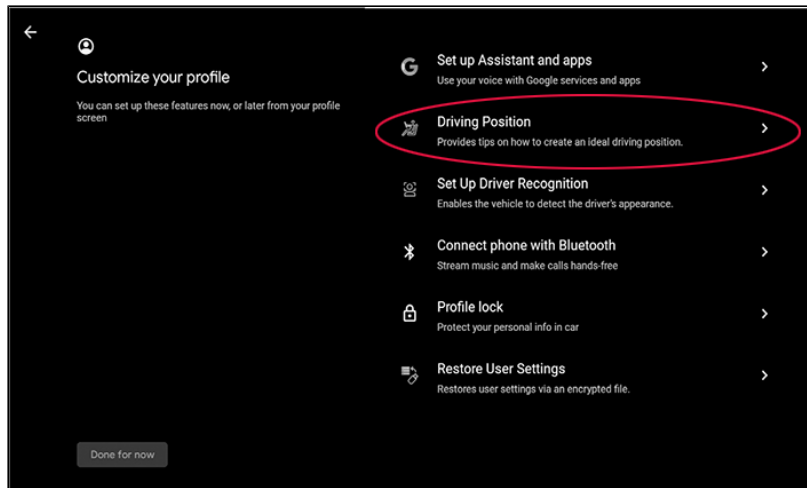 Customize your profile
You can set up these features now, or later from your profile
screen
Set up Assistant and apps
Use your voice with Google services and apps
Driving Position
Provides tips on how to create an ideal driving position.
Set Up Driver Recognition
Enables the vehicle to detect the driver's appearance.
Connect phone with Bluetooth
Stream music and make calls hands-free
Profile lock
Protect your personal info in car
Restore User Settings
Restores user settings via an encrypted file.
Done for now